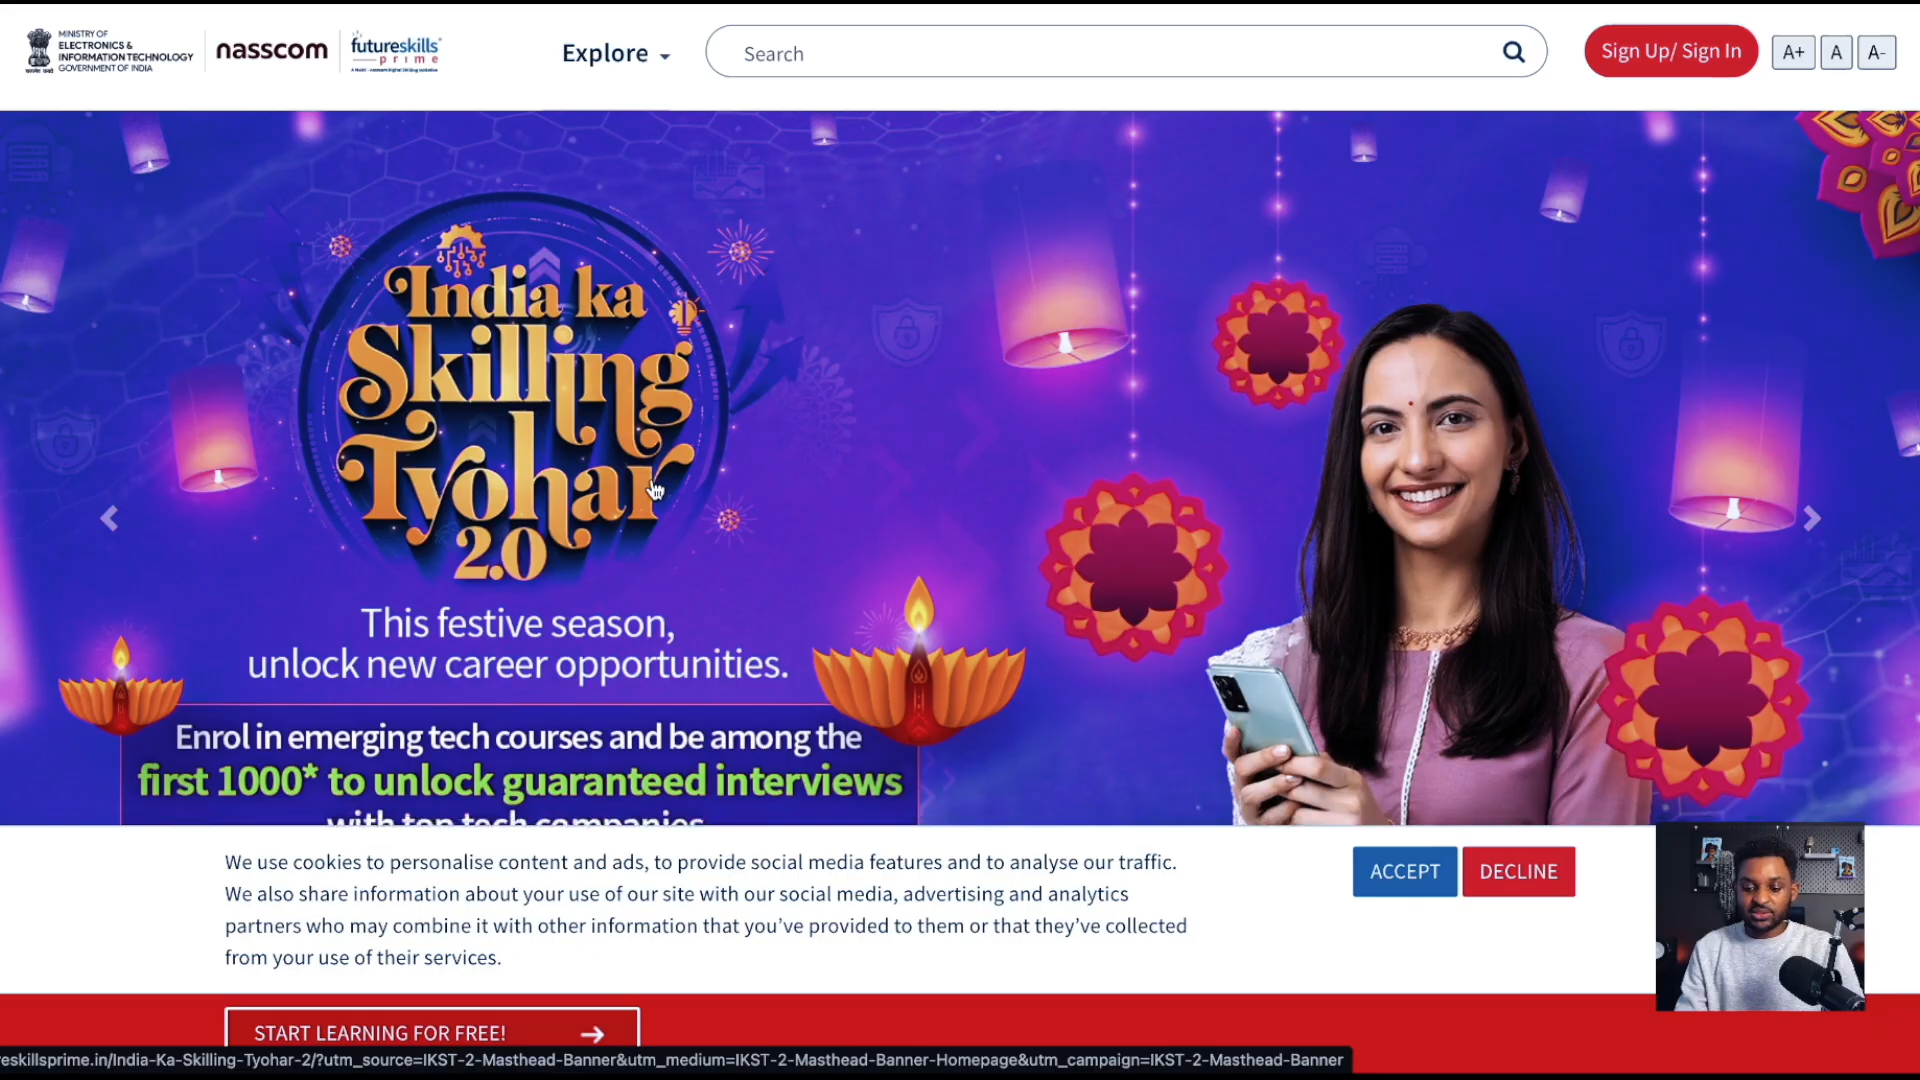 MINISTRY OF
ELECTRONICS &
INFORMATION TECHNOLOGY
GOVERNMENT OF INDIA
nasscom
futureskills
prime
Explore
Search
Sign Up/ Sign In
A+
A
A-
India ka
Skilling
Tyohar
2.0
This festive season,
unlock new career opportunities.
Enrol in emerging tech courses and be among the
first 1000* to unlock guaranteed interviews
with top tech companies
We use cookies to personalise content and ads, to provide social media features and to analyse our traffic.
We also share information about your use of our site with our social media, advertising and analytics
partners who may combine it with other information that you've provided to them or that they've collected
from your use of their services.
ACCEPT
DECLINE
START LEARNING FOR FREE!
eskillsprime.in/India-Ka-Skilling-Tyohar-2/?utm_source=IKST-2-Masthead-Banner&utm_medium=IKST-2-Masthead-Banner-Homepage&utm_campaign=IKST-2-Masthead-Banner